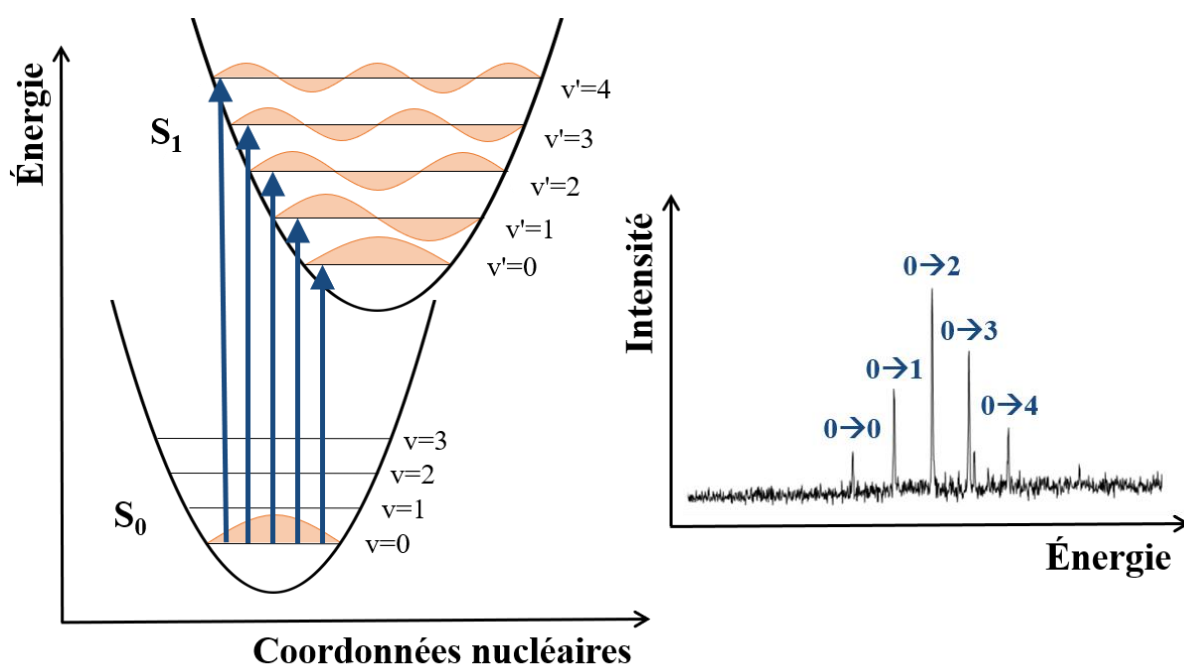 Énergie
S₁
v'=4
v'=3
v'=2
v'=1
v'=0
S₀
v=3
v=2
v=1
v=0
Coordonnées nucléaires
Intensité
0→2
0→3
0→1
0→4
0→0
Énergie